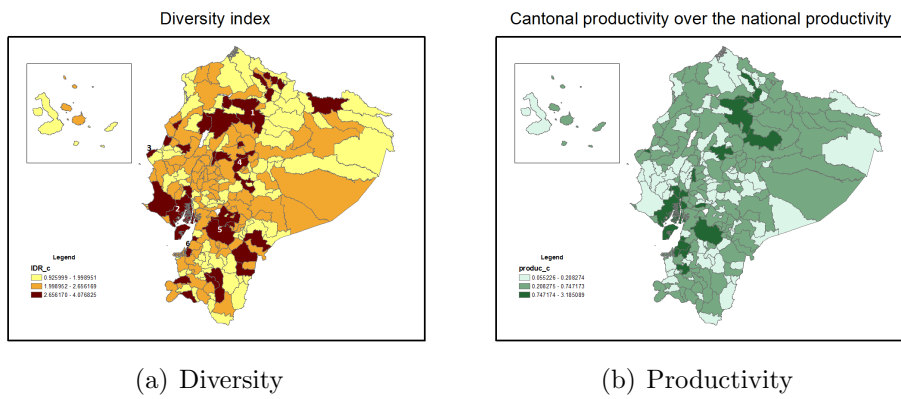 Diversity index
3
4
2
5
6
Legend
IDR_c
0.925999 - 1.998951
1.998952 - 2.656169
2.656170 - 4.076825
(a) Diversity
Cantonal productivity over the national productivity
Legend
produc_c
0.055226 - 0.208274
0.208275 - 0.747173
0.747174 - 3.185089
(b) Productivity